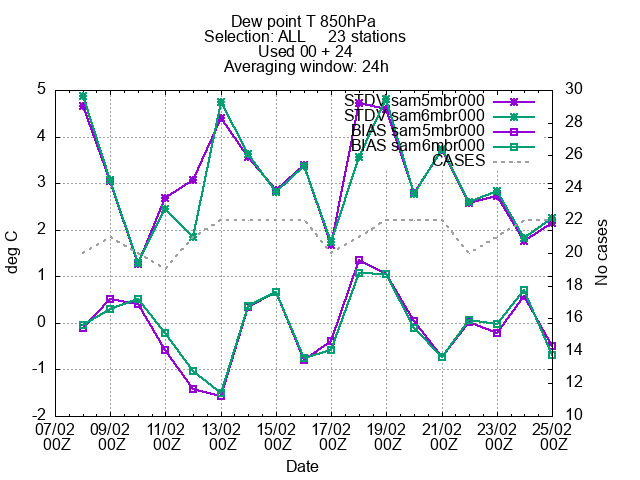 Dew point T 850hPa
Selection: ALL     23 stations
Used 00 + 24
Averaging window: 24h
STDV sam5mbr000
STDV sam6mbr000
BIAS sam5mbr000
BIAS sam6mbr000
CASES
5
4
3
2
1
0
-1
-2
deg C
30
28
26
24
22
20
18
16
14
12
10
No cases
07/02 09/02 11/02 13/02 15/02 17/02 19/02 21/02 23/02 25/02
00Z 00Z 00Z 00Z 00Z 00Z 00Z 00Z 00Z 00Z
Date